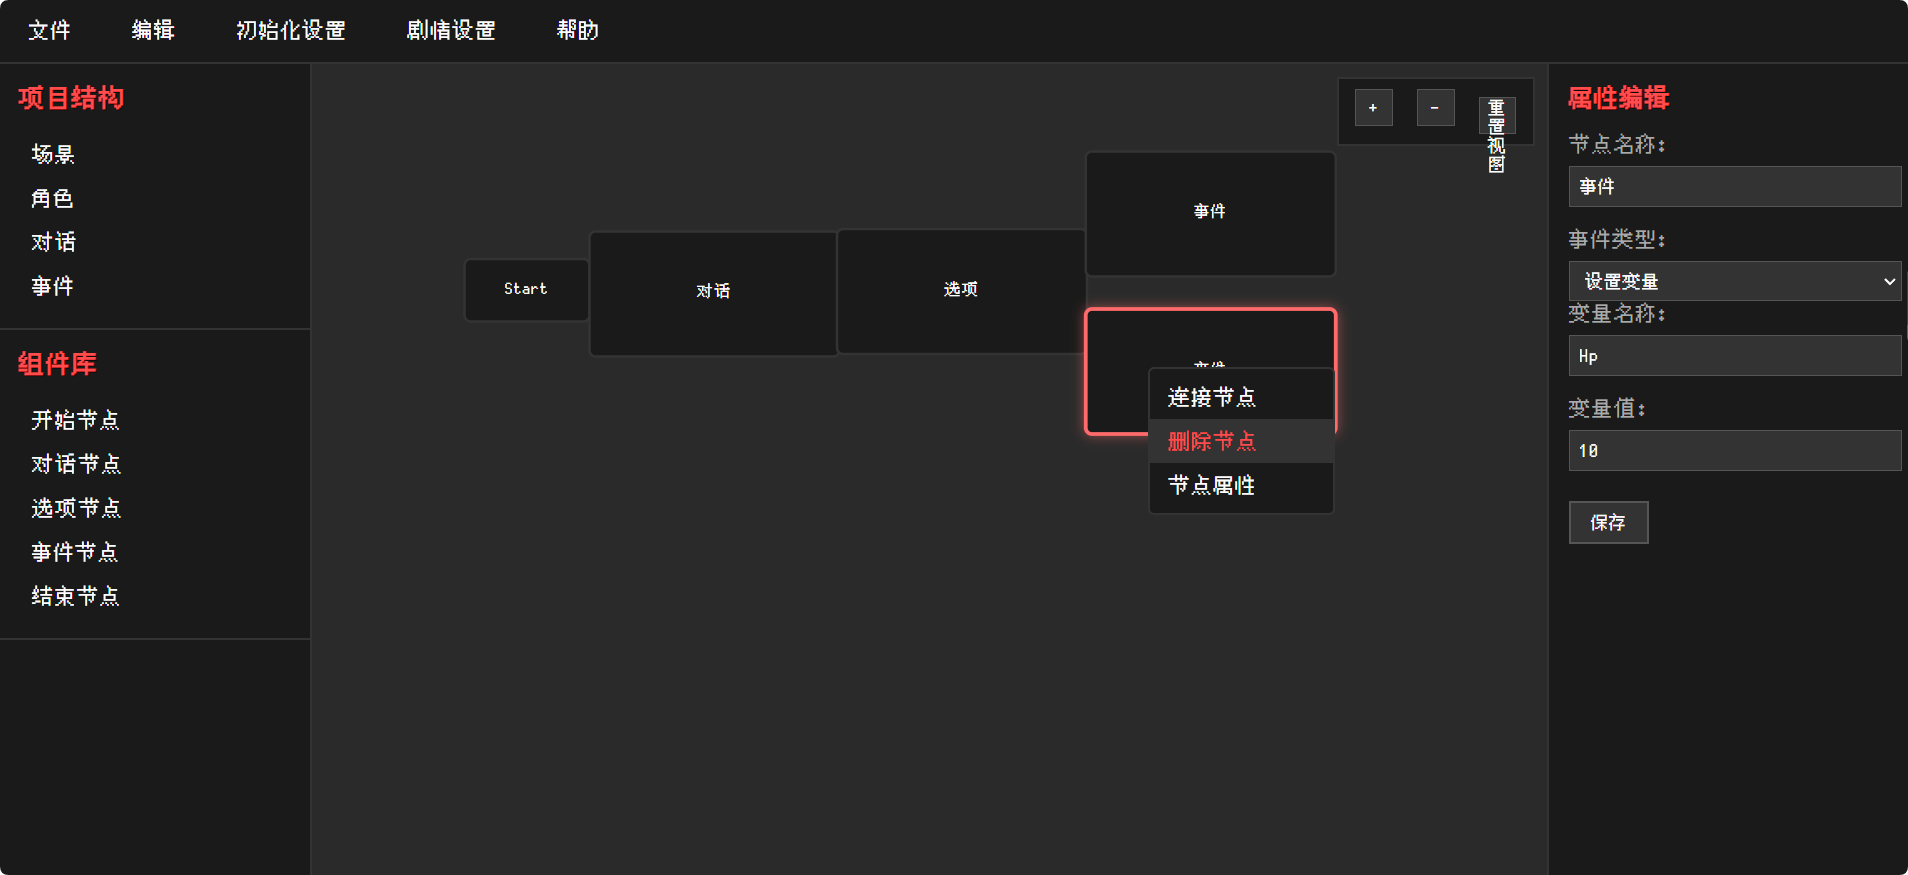 文件 编辑 初始化设置 剧情设置 帮助
项目结构
场景
角色
对话
事件
组件库
开始节点
对话节点
选项节点
事件节点
结束节点
+ - 重置视图
Start
对话
选项
事件
事件
连接节点
删除节点
节点属性
属性编辑
节点名称:
事件
事件类型:
设置变量
变量名称:
Hp
变量值:
10
保存